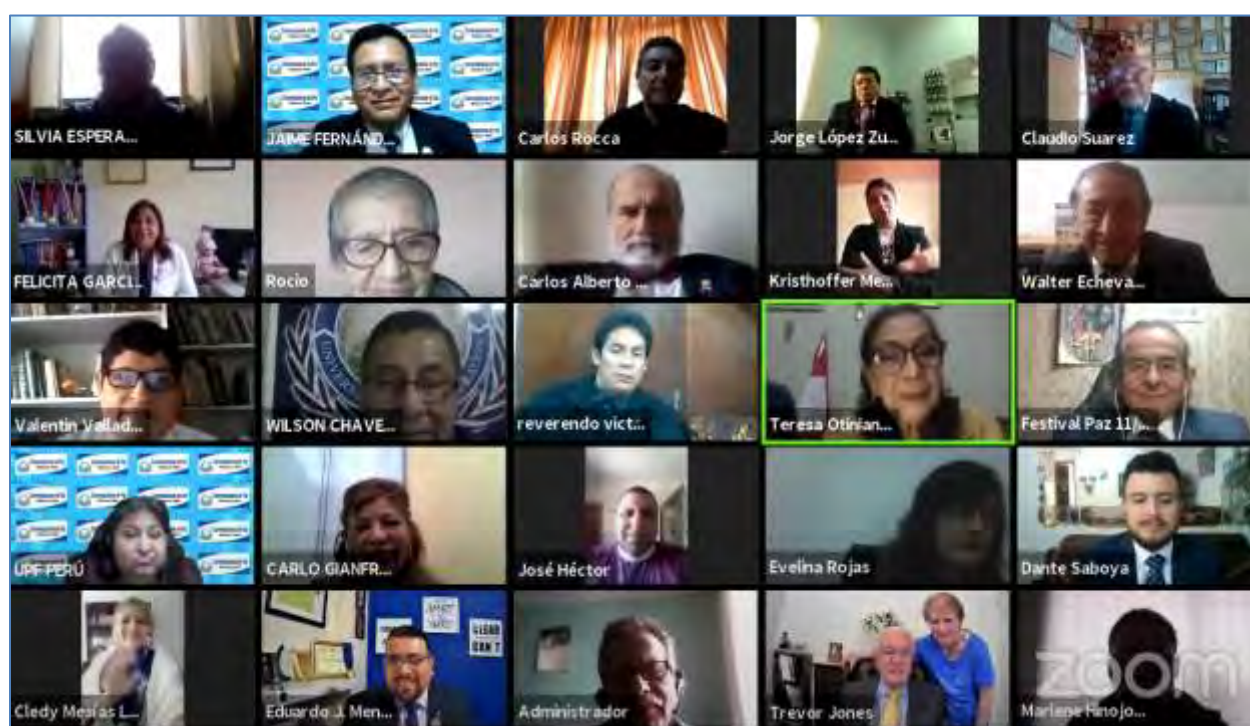 SILVIA ESPERA...
JAIME FERNÁND...
Carlos Rocca
Jorge López Zu...
Claudio Suarez
FELICITA GARCI...
Rocio
Carlos Alberto ...
Kristhoffer Me...
Walter Echeva...
Valentin Vallad...
WILSON CHAVE...
reverendo vict...
Teresa Otinian...
Festival Paz 11/...
UPF PERÚ
CARLO GIANFR...
José Héctor
Evelina Rojas
Dante Saboya
Cledy Mesías L...
Eduardo J. Men...
Administrador
Trevor Jones
Marlene Hinojo...
zoom